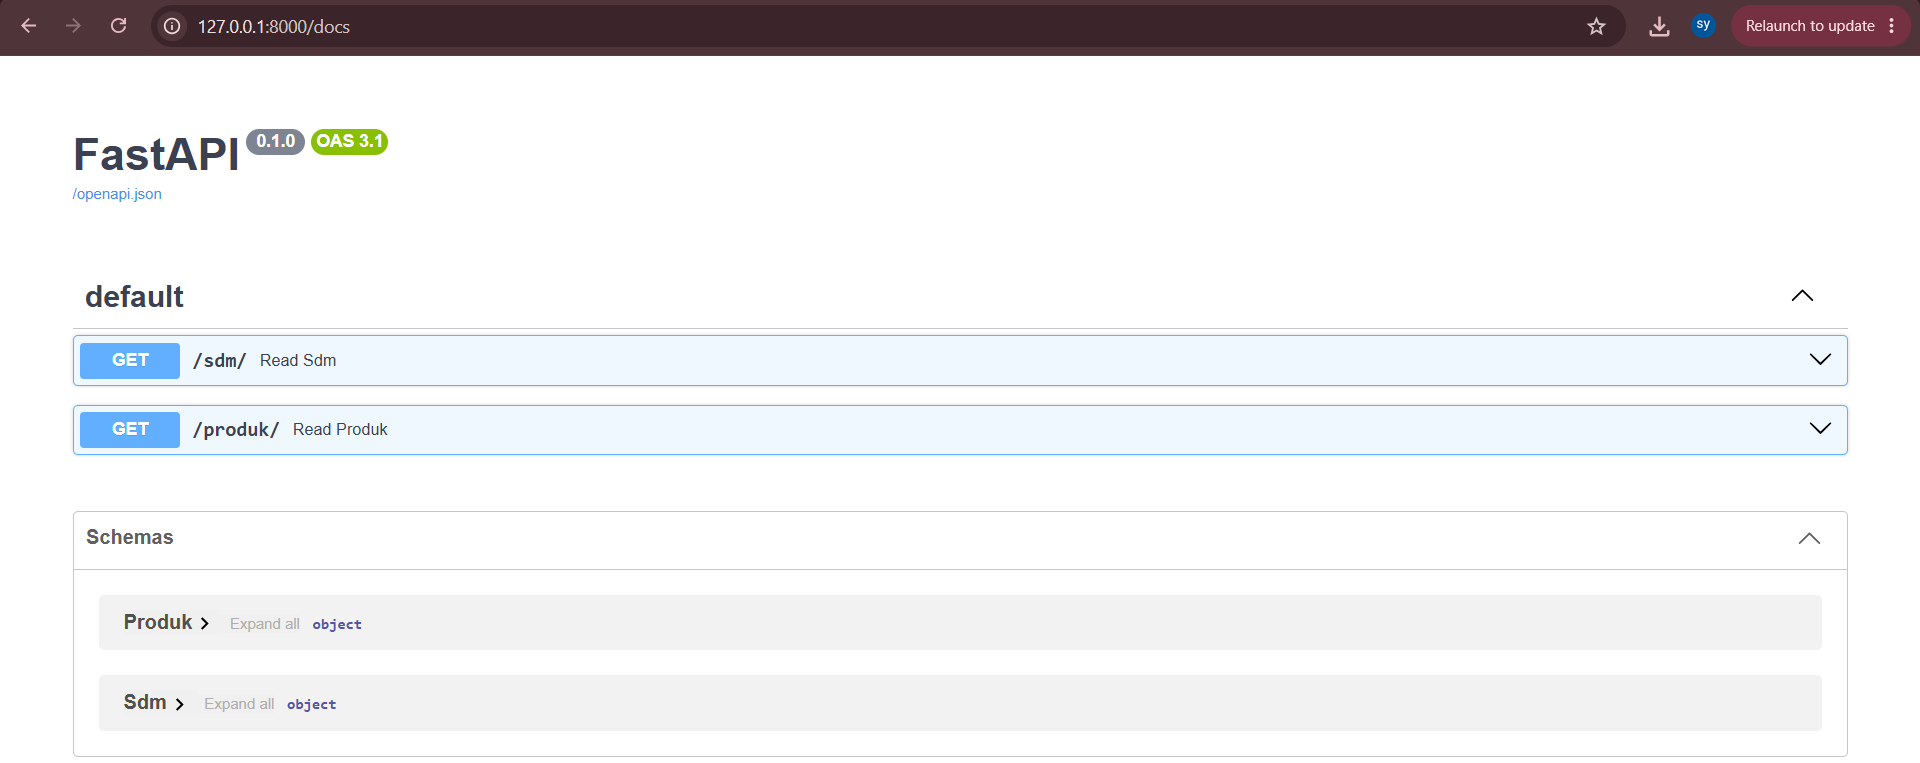 127.0.0.1:8000/docs
sy
Relaunch to update
FastAPI 0.1.0 OAS 3.1
/openapi.json
default
GET /sdm/ Read Sdm
GET /produk/ Read Produk
Schemas
Produk Expand all object
Sdm Expand all object